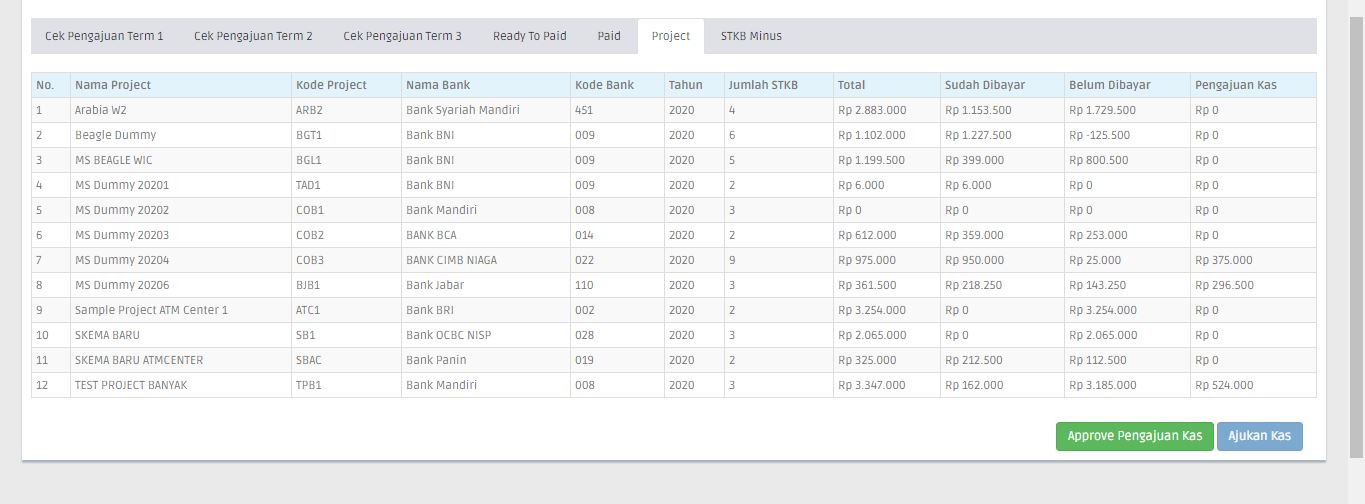 Cek Pengajuan Term 1 Cek Pengajuan Term 2 Cek Pengajuan Term 3 Ready To Paid Paid Project STKB Minus
No. Nama Project Kode Project Nama Bank Kode Bank Tahun Jumlah STKB Total Sudah Dibayar Belum Dibayar Pengajuan Kas
1 Arabia W2 ARB2 Bank Syariah Mandiri 451 2020 4 Rp 2.883.000 Rp 1.153.500 Rp 1.729.500 Rp 0
2 Beagle Dummy BGT1 Bank BNI 009 2020 6 Rp 1.102.000 Rp 1.227.500 Rp -125.500 Rp 0
3 MS BEAGLE WIC BGL1 Bank BNI 009 2020 5 Rp 1.199.500 Rp 399.000 Rp 800.500 Rp 0
4 MS Dummy 20201 TAD1 Bank BNI 009 2020 2 Rp 6.000 Rp 6.000 Rp 0 Rp 0
5 MS Dummy 20202 COB1 Bank Mandiri 008 2020 3 Rp 0 Rp 0 Rp 0 Rp 0
6 MS Dummy 20203 COB2 BANK BCA 014 2020 2 Rp 612.000 Rp 359.000 Rp 253.000 Rp 0
7 MS Dummy 20204 COB3 BANK CIMB NIAGA 022 2020 9 Rp 975.000 Rp 950.000 Rp 25.000 Rp 375.000
8 MS Dummy 20206 BJB1 Bank Jabar 110 2020 3 Rp 361.500 Rp 218.250 Rp 143.250 Rp 296.500
9 Sample Project ATM Center 1 ATC1 Bank BRI 002 2020 2 Rp 3.254.000 Rp 0 Rp 3.254.000 Rp 0
10 SKEMA BARU SB1 Bank OCBC NISP 028 2020 3 Rp 2.065.000 Rp 0 Rp 2.065.000 Rp 0
11 SKEMA BARU ATMCENTER SBAC Bank Panin 019 2020 2 Rp 325.000 Rp 212.500 Rp 112.500 Rp 0
12 TEST PROJECT BANYAK TPB1 Bank Mandiri 008 2020 3 Rp 3.347.000 Rp 162.000 Rp 3.185.000 Rp 524.000
Approve Pengajuan Kas Ajukan Kas